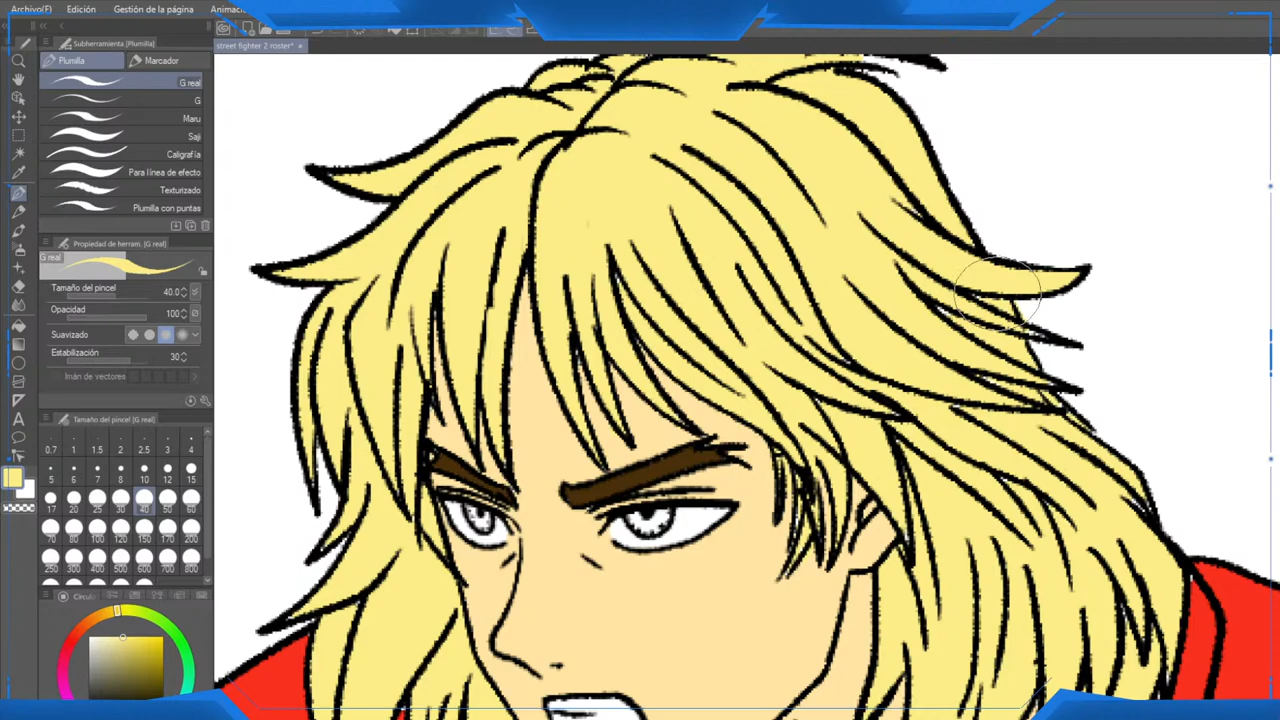 Archivo(F) Edición Gestión de la página Animac
Subherramienta [Plumilla]
street fighter 2 roster*
Plumilla Marcador
G real
G
Maru
Saji
Caligrafía
Para línea de efecto
Texturizado
Plumilla con puntas
Propiedad de herram. [G real]
G real
Tamaño del pincel 40.0
Opacidad 100
Suavizado
Estabilización 30
Imán de vectores
Tamaño del pincel [G real]
0.7 1 1.5 2 2.5 3 4
5 6 7 8 10 12 15
17 20 25 30 40 50 60
70 80 100 120 150 170 200
250 300 400 500 600 700 800
Círculo